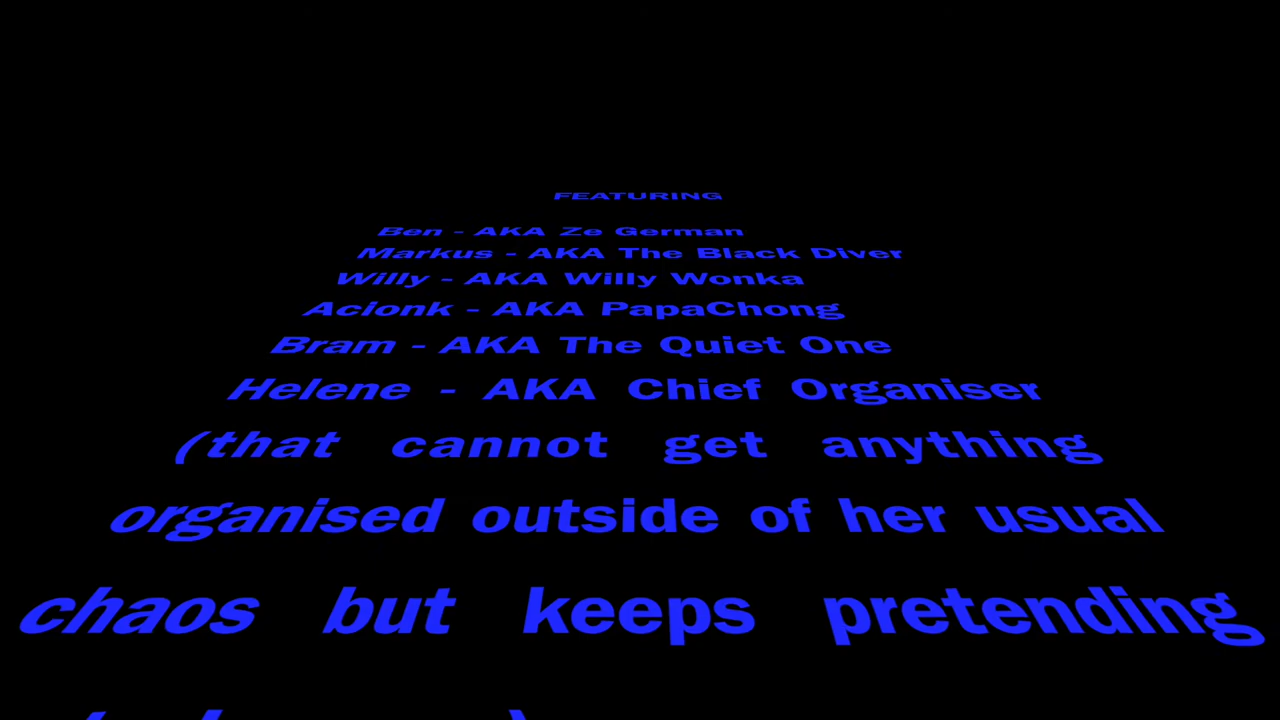 FEATURING
Ben - AKA Ze German
Markus - AKA The Black Diver
Willy - AKA Willy Wonka
Acionk - AKA PapaChong
Bram - AKA The Quiet One
Helene - AKA Chief Organiser
(that cannot get anything
organised outside of her usual
chaos but keeps pretending